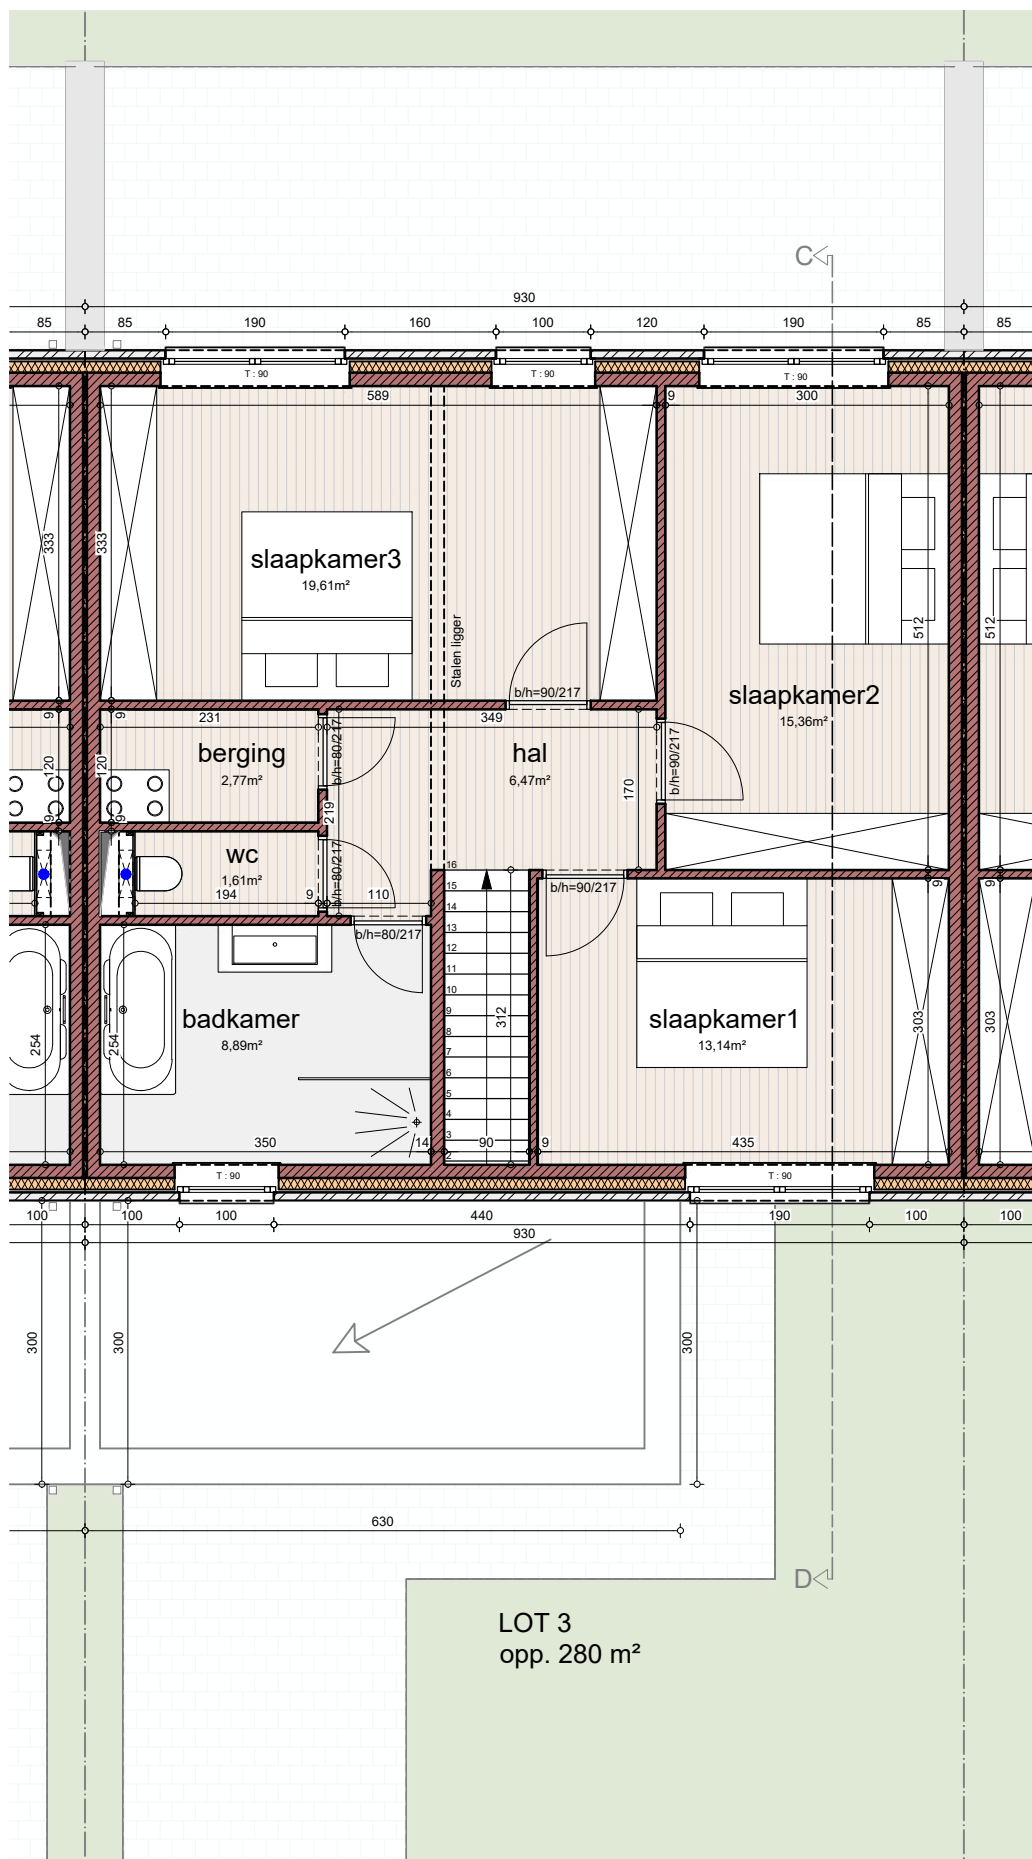 C
930
85
85
190
160
100
120
190
85
85
T : 90
T : 90
T : 90
589
9
300
333
333
slaapkamer3
19,61m²
Stalen ligger
512
512
b/h=90/217
slaapkamer2
15,36m²
9
9
231
349
berging
2,77m²
b/h=80/217
hal
6,47m²
b/h=90/217
120
120
170
219
9
9
wc
1,61m²
b/h=80/217
194
9
110
16
15
14
13
12
11
10
9
8
7
6
5
4
3
2
b/h=90/217
9
9
b/h=80/217
312
badkamer
8,89m²
254
254
slaapkamer1
13,14m²
303
303
350
14
90
9
435
T : 90
T : 90
100
100
100
440
190
100
100
930
300
300
300
630
D
LOT 3
opp. 280 m²